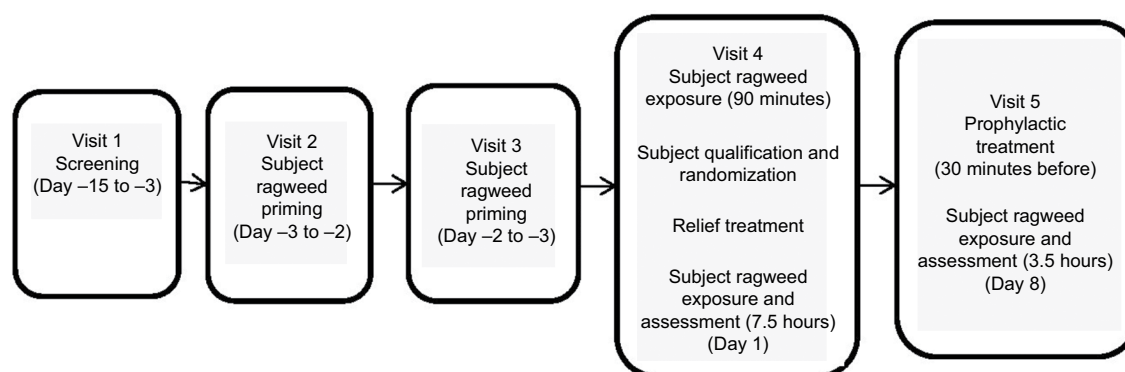 Visit 1
Screening
(Day –15 to –3)
Visit 2
Subject
ragweed
priming
(Day –3 to –2)
Visit 3
Subject
ragweed
priming
(Day –2 to –3)
Visit 4
Subject ragweed
exposure (90 minutes)
Subject qualification and
randomization
Relief treatment
Subject ragweed
exposure and
assessment (7.5 hours)
(Day 1)
Visit 5
Prophylactic
treatment
(30 minutes before)
Subject ragweed
exposure and
assessment (3.5 hours)
(Day 8)